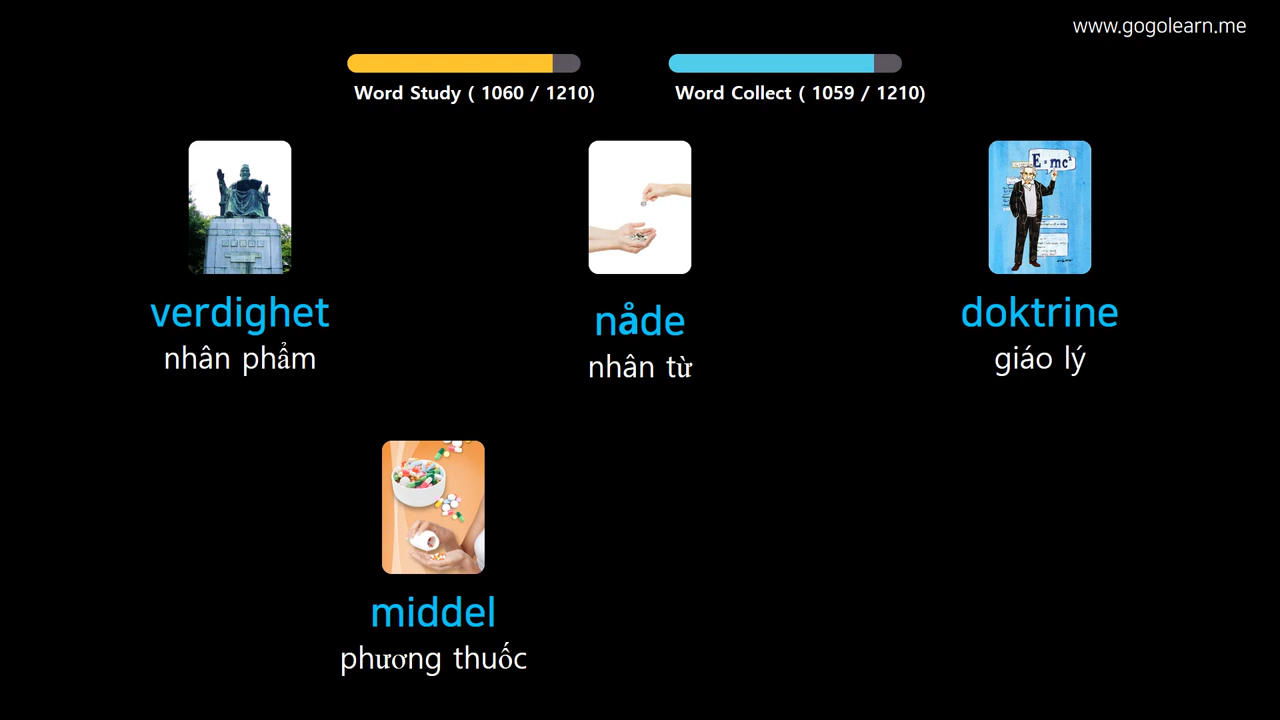 www.gogolearn.me
Word Study ( 1060 / 1210)
Word Collect ( 1059 / 1210)
E=mc²
verdighet
nåde
doktrine
nhân phẩm
nhân từ
giáo lý
middel
phương thuốc